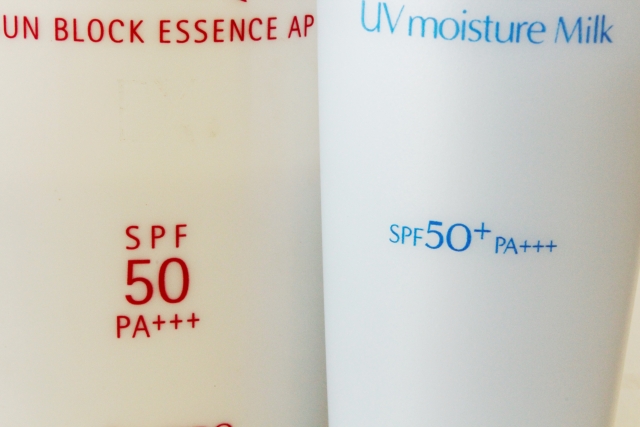 UN BLOCK ESSENCE AP
SPF
50
PA+++
UV moisture Milk
SPF50+ PA+++